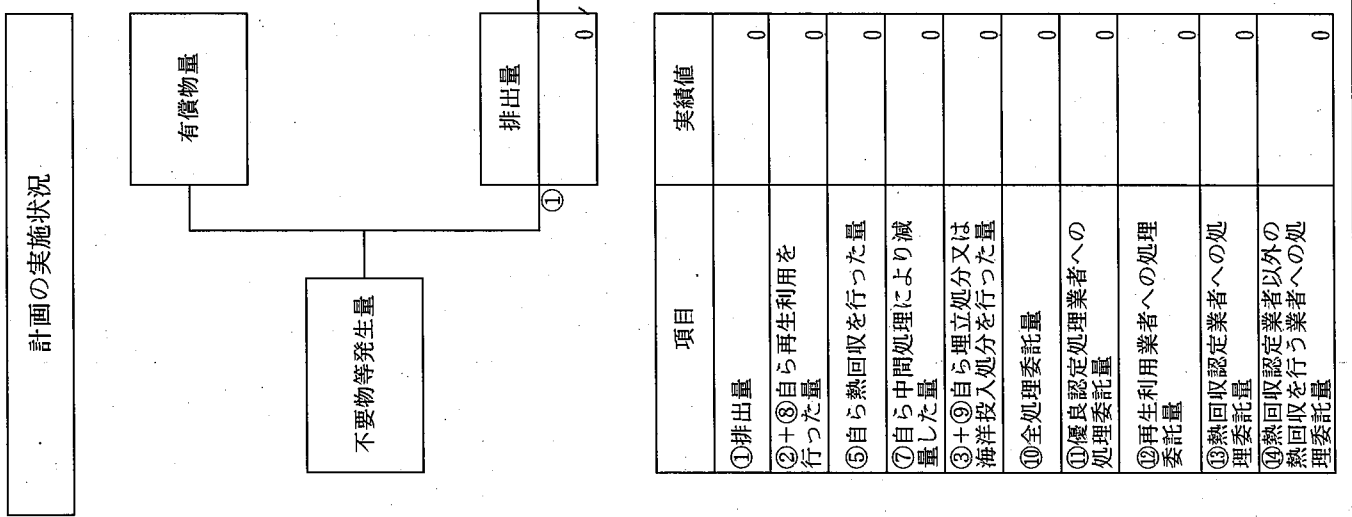 計画の実施状況
有償物量
不要物等発生量
①
排出量
0
項目
実績値
①排出量
0
②+⑧自ら再生利用を
行った量
0
⑤自ら熱回収を行った量
0
⑦自ら中間処理により減
量した量
0
③+⑨自ら埋立処分又は
海洋投入処分を行った量
0
⑩全処理委託量
0
⑪優良認定処理業者への
処理委託量
0
⑫再生利用業者への処理
委託量
0
⑬熱回収認定業者への処
理委託量
0
⑭熱回収認定業者以外の
熱回収を行う業者への処
理委託量
0